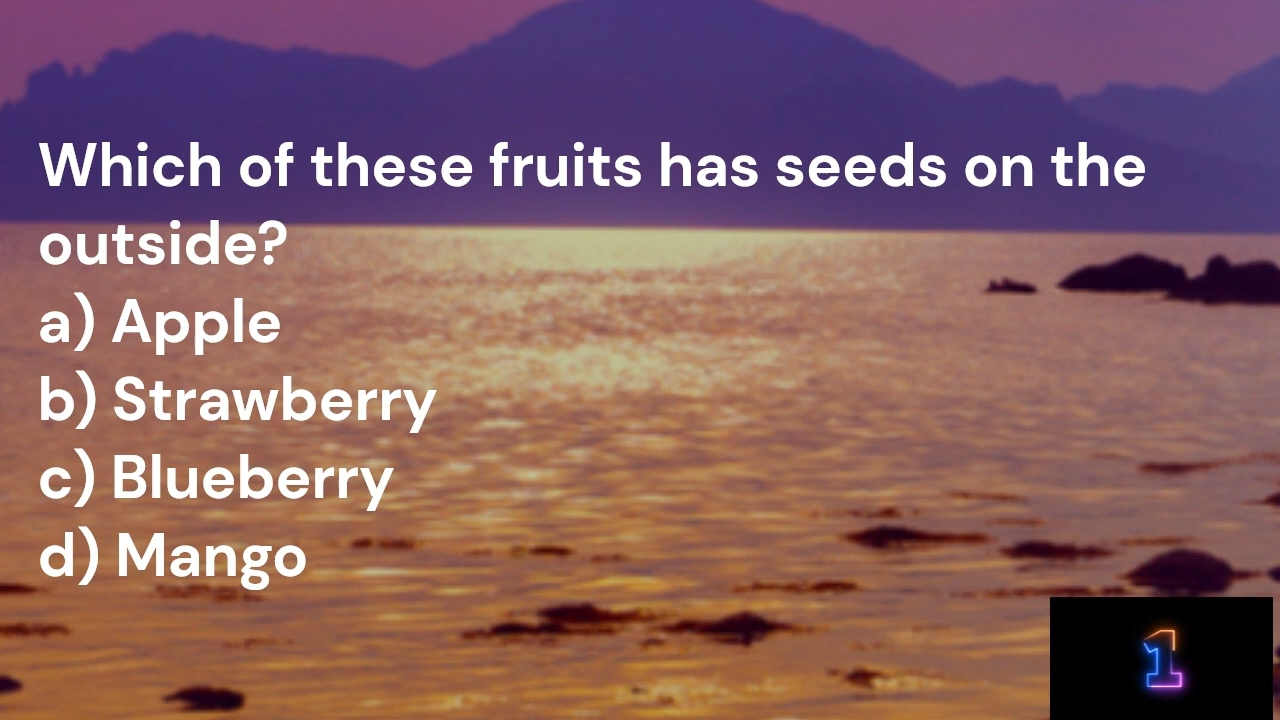 Which of these fruits has seeds on the
outside?
a) Apple
b) Strawberry
c) Blueberry
d) Mango
1